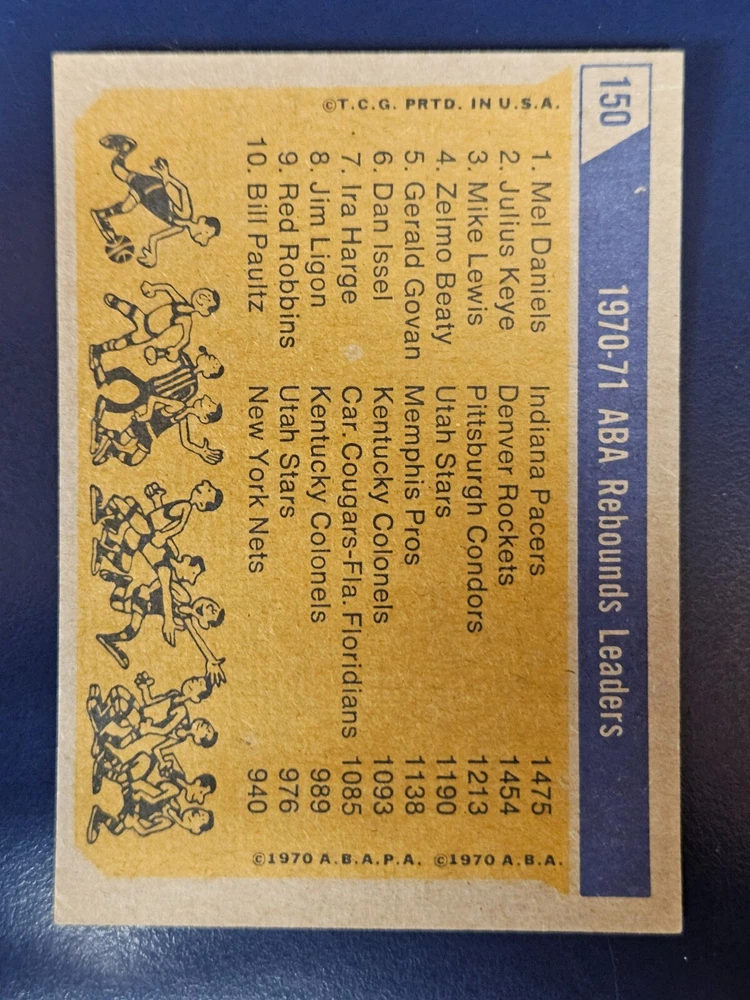 150
1970-71 ABA Rebounds Leaders
1. Mel Daniels Indiana Pacers 1475
2. Julius Keye Denver Rockets 1454
3. Mike Lewis Pittsburgh Condors 1213
4. Zelmo Beaty Utah Stars 1190
5. Gerald Govan Memphis Pros 1138
6. Dan Issel Kentucky Colonels 1093
7. Ira Harge Car. Cougars-Fla. Floridians 1085
8. Jim Ligon Kentucky Colonels 989
9. Red Robbins Utah Stars 976
10. Bill Paultz New York Nets 940
©T.C.G. PRTD. IN U.S.A.
©1970 A.B.A.P.A. ©1970 A.B.A.